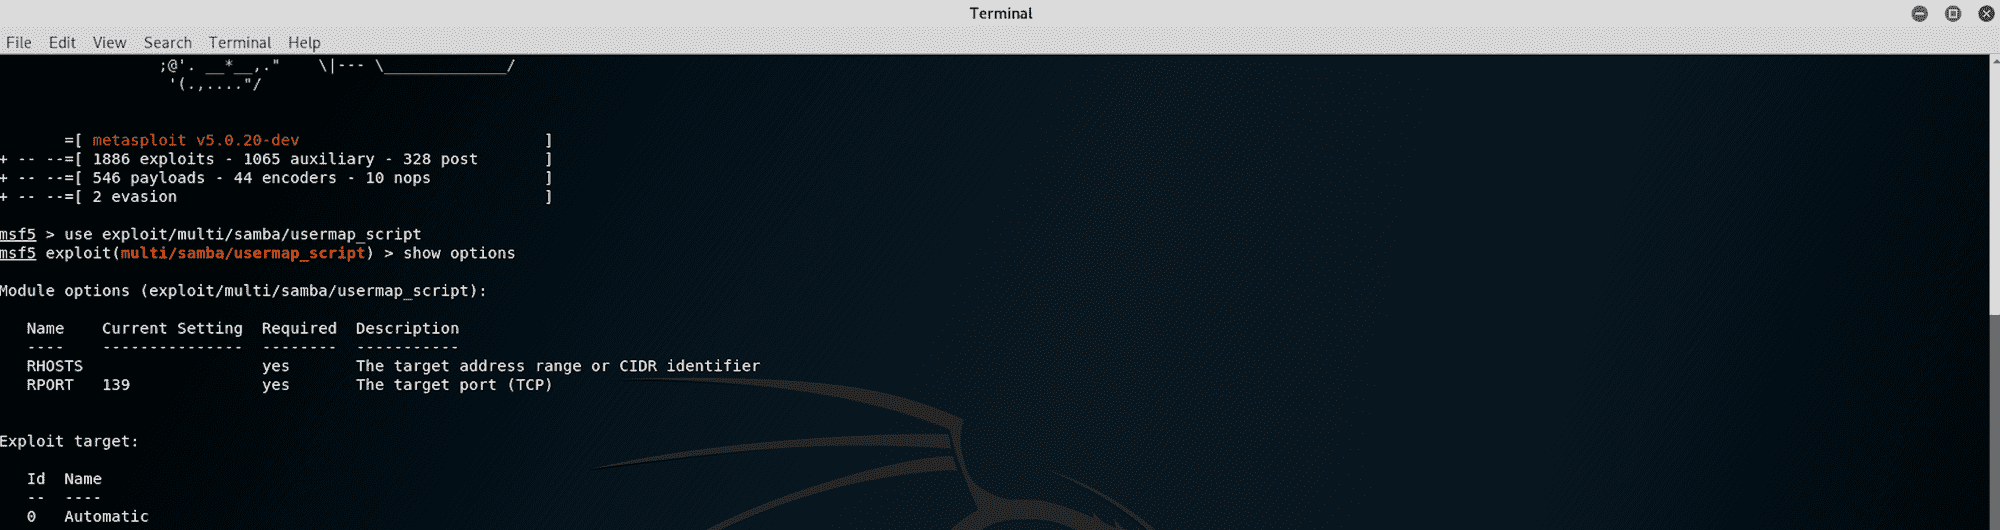 Terminal
File Edit View Search Terminal Help
;@'. __*__,."    \|--- \_____________/
'(.,...."/
=[ metasploit v5.0.20-dev                          ]
+ -- --=[ 1886 exploits - 1065 auxiliary - 328 post       ]
+ -- --=[ 546 payloads - 44 encoders - 10 nops            ]
+ -- --=[ 2 evasion                                       ]
msf5 > use exploit/multi/samba/usermap_script
msf5 exploit(multi/samba/usermap_script) > show options
Module options (exploit/multi/samba/usermap_script):
Name    Current Setting  Required  Description
----    ---------------  --------  -----------
RHOSTS                   yes       The target address range or CIDR identifier
RPORT   139              yes       The target port (TCP)
Exploit target:
Id  Name
--  ----
0   Automatic